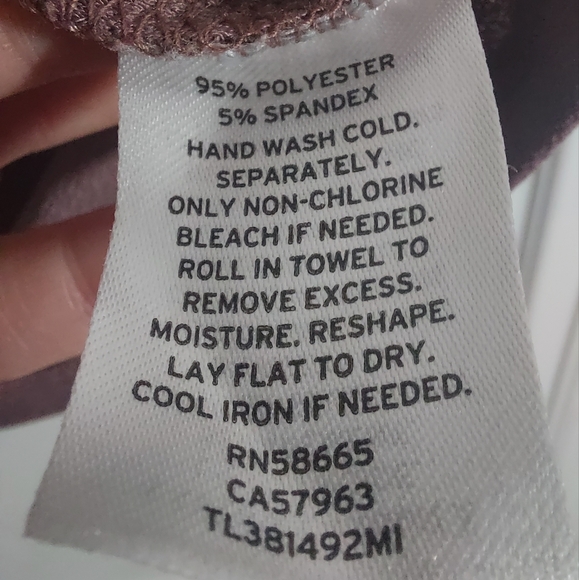 95% POLYESTER
5% SPANDEX
HAND WASH COLD.
SEPARATELY.
ONLY NON-CHLORINE
BLEACH IF NEEDED.
ROLL IN TOWEL TO
REMOVE EXCESS.
MOISTURE. RESHAPE.
LAY FLAT TO DRY.
COOL IRON IF NEEDED.
RN58665
CA57963
TL381492MI